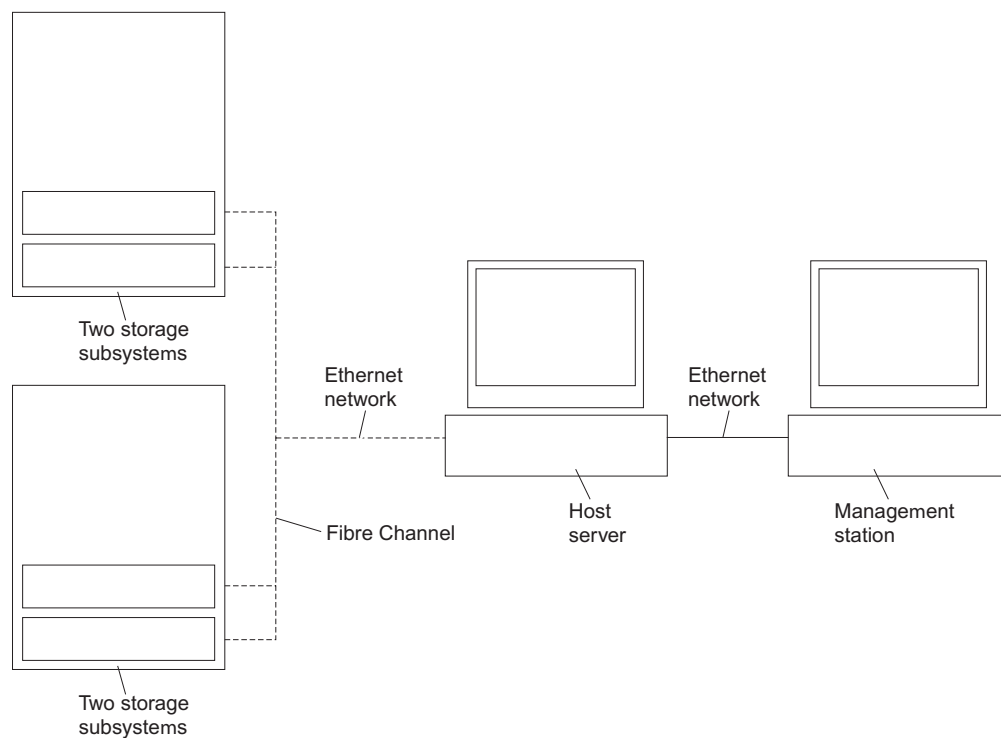 Two storage
subsystems
Ethernet
network
Ethernet
network
Fibre Channel
Host
server
Management
station
Two storage
subsystems